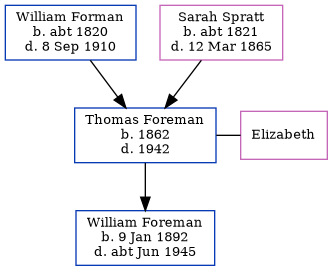 William Forman
b. abt 1820
d. 8 Sep 1910
Sarah Spratt
b. abt 1821
d. 12 Mar 1865
Thomas Foreman
b. 1862
d. 1942
Elizabeth
William Foreman
b. 9 Jan 1892
d. abt Jun 1945